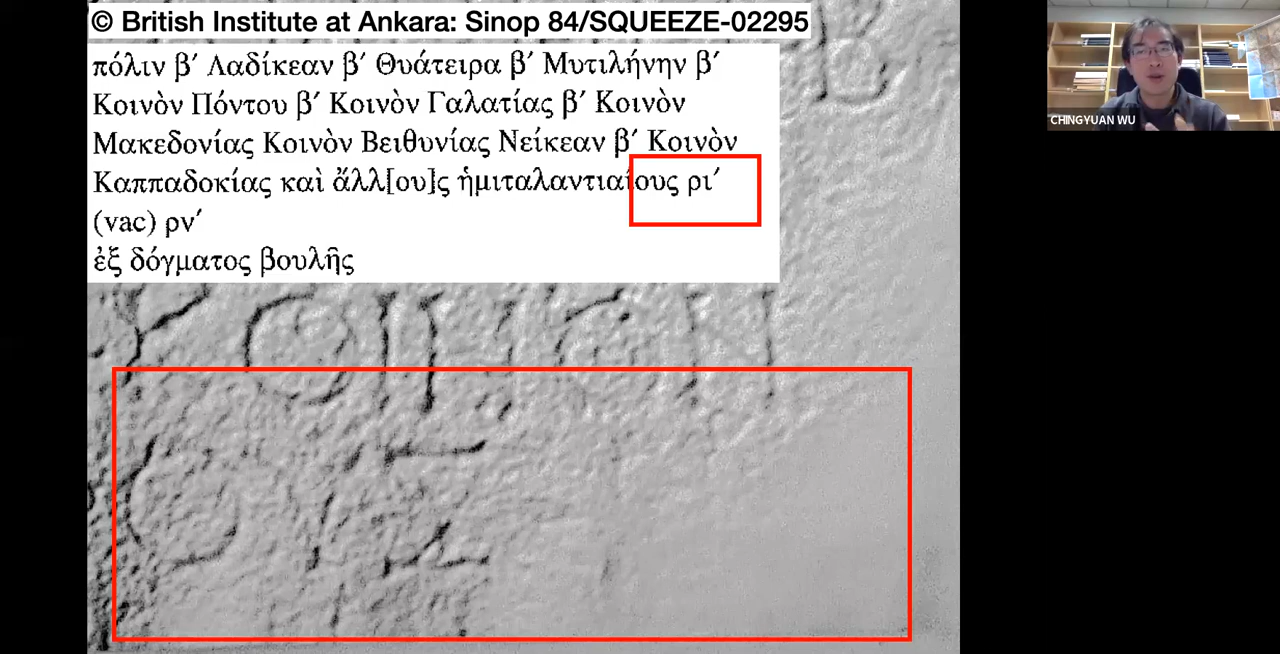 © British Institute at Ankara: Sinop 84/SQUEEZE-02295
πόλιν β′ Λαδίκεαν β′ Θυάτειρα β′ Μυτιλήνην β′
Κοινὸν Πόντου β′ Κοινὸν Γαλατίας β′ Κοινὸν
Μακεδονίας Κοινὸν Βειθυνίας Νείκεαν β′ Κοινὸν
Καππαδοκίας καὶ ἄλλ[ου]ς ἡμιταλαντιαίους ρι′
(vac) ρν′
ἐξ δόγματος βουλῆς
CHINGYUAN WU